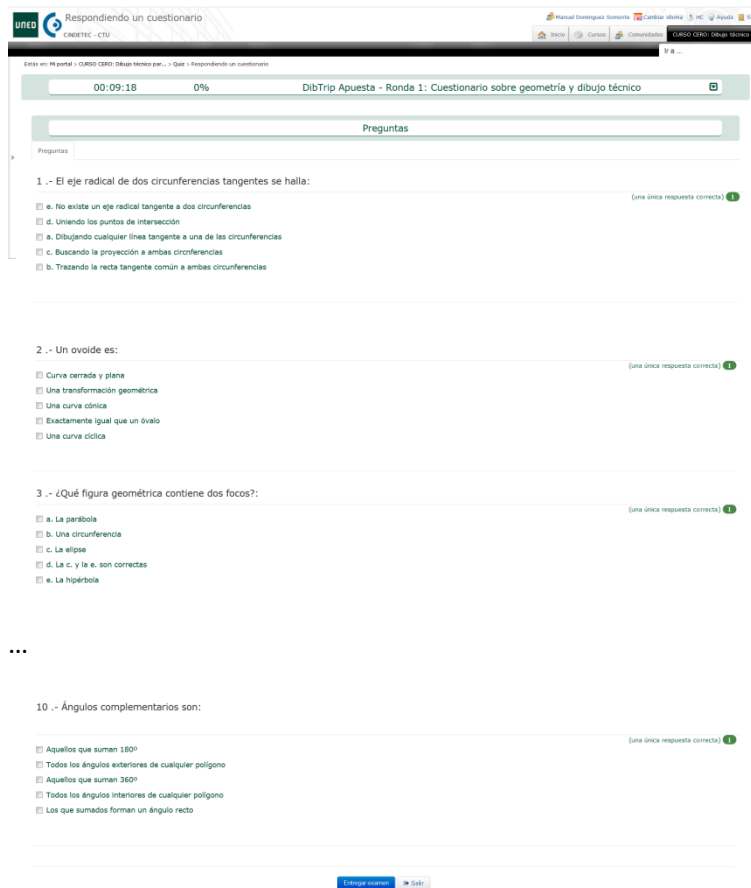 UNED
Respondiendo un cuestionario
CiNDETEC - CTU
Manuel Dominguez Somonte Cambiar idioma HC Ayuda S
Inicio Cursos Comunidades CURSO CERO: Dibujo técnico
Ir a ...
Estás en: Mi portal > CURSO CERO: Dibujo técnico par... > Quiz > Respondiendo un cuestionario
00:09:18 0% DibTrip Apuesta - Ronda 1: Cuestionario sobre geometría y dibujo técnico
Preguntas
Preguntas
1 .- El eje radical de dos circunferencias tangentes se halla:
(una única respuesta correcta) 1
e. No existe un eje radical tangente a dos circunferencias
d. Uniendo los puntos de intersección
a. Dibujando cualquier línea tangente a una de las circunferencias
c. Buscando la proyección a ambas circnferencias
b. Trazando la recta tangente común a ambas circunferencias
2 .- Un ovoide es:
(una única respuesta correcta) 1
Curva cerrada y plana
Una transformación geométrica
Una curva cónica
Exactamente igual que un óvalo
Una curva cíclica
3 .- ¿Qué figura geométrica contiene dos focos?:
(una única respuesta correcta) 1
a. La parábola
b. Una circunferencia
c. La elipse
d. La c. y la e. son correctas
e. La hipérbola
...
10 .- Ángulos complementarios son:
(una única respuesta correcta) 1
Aquellos que suman 180º
Todos los ángulos exteriores de cualquier polígono
Aquellos que suman 360º
Todos los ángulos interiores de cualquier polígono
Los que sumados forman un ángulo recto
Entregar examen Salir